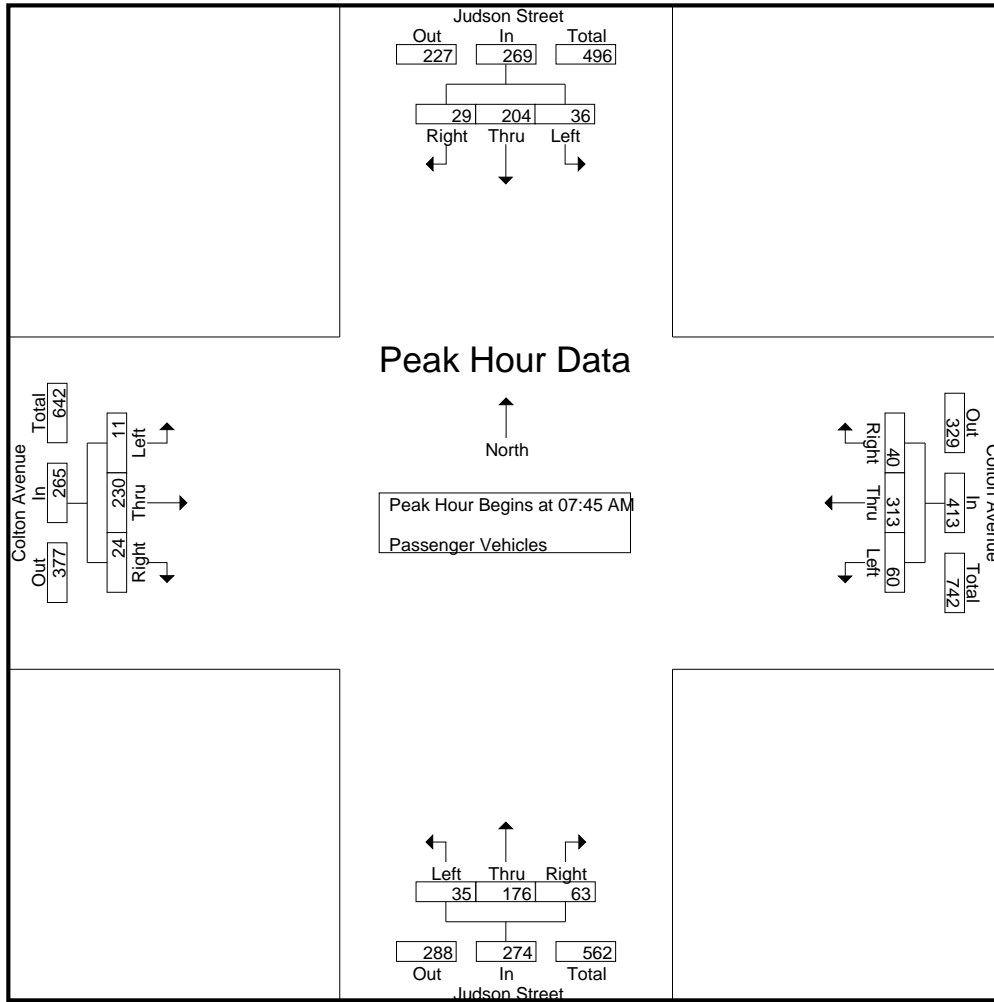 Judson Street
Out In Total
227 269 496
29 204 36
Right Thru Left
Peak Hour Data
North
Peak Hour Begins at 07:45 AM
Passenger Vehicles
Colton Avenue
Out In Total
377 265 642
11 230 24
Left Thru Right
Colton Avenue
Out In Total
329 413 742
40 313 60
Right Thru Left
Left Thru Right
35 176 63
288 274 562
Out In Total
Judson Street